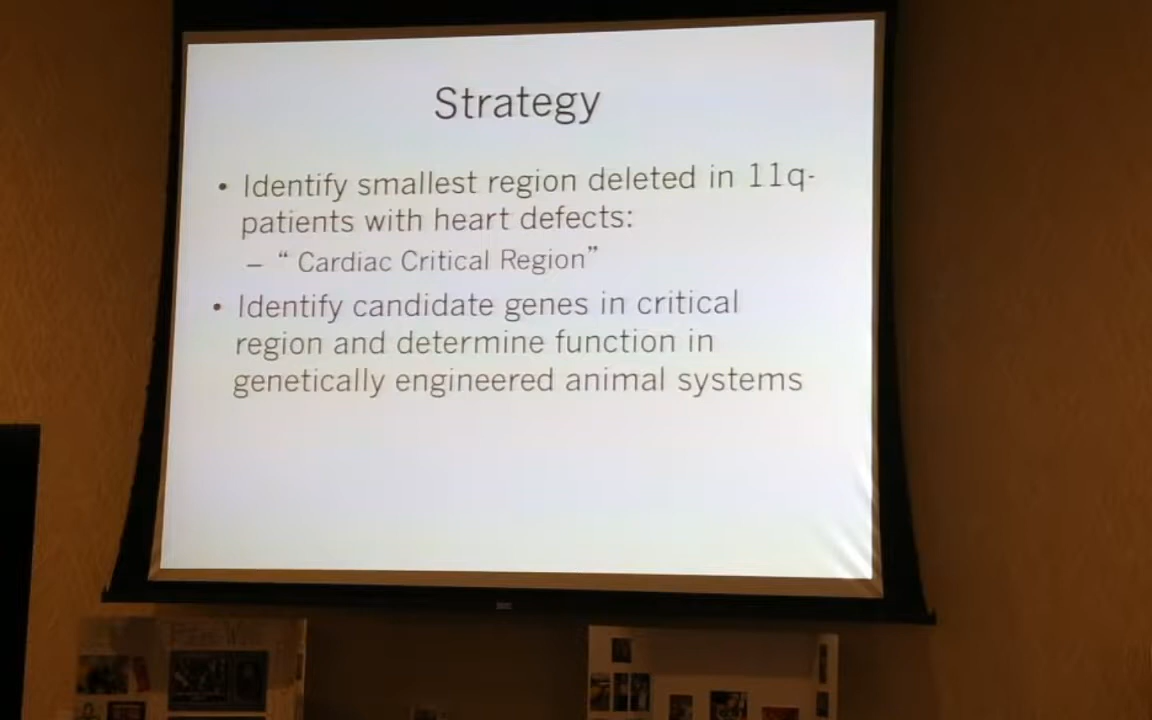 Strategy
• Identify smallest region deleted in 11q-
patients with heart defects:
– “ Cardiac Critical Region”
• Identify candidate genes in critical
region and determine function in
genetically engineered animal systems